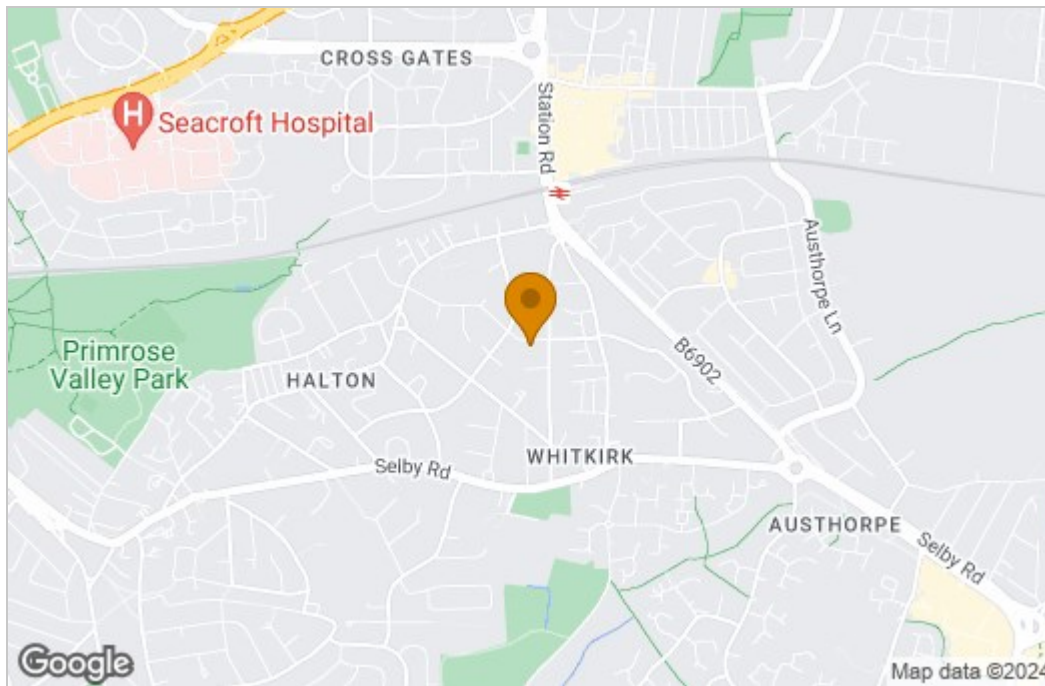 CROSS GATES
H
Seacroft Hospital
Station Rd
Austhorpe Ln
Primrose
Valley Park
HALTON
B6902
WHITKIRK
Selby Rd
AUSTHORPE
Selby Rd
Google
Map data ©2024